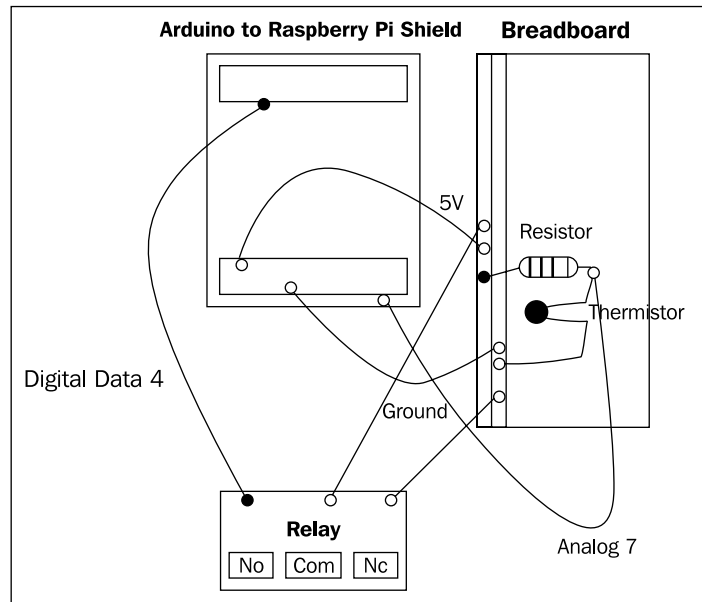 Arduino to Raspberry Pi Shield
Breadboard
5V
Resistor
Thermistor
Digital Data 4
Ground
Relay
No
Com
Nc
Analog 7